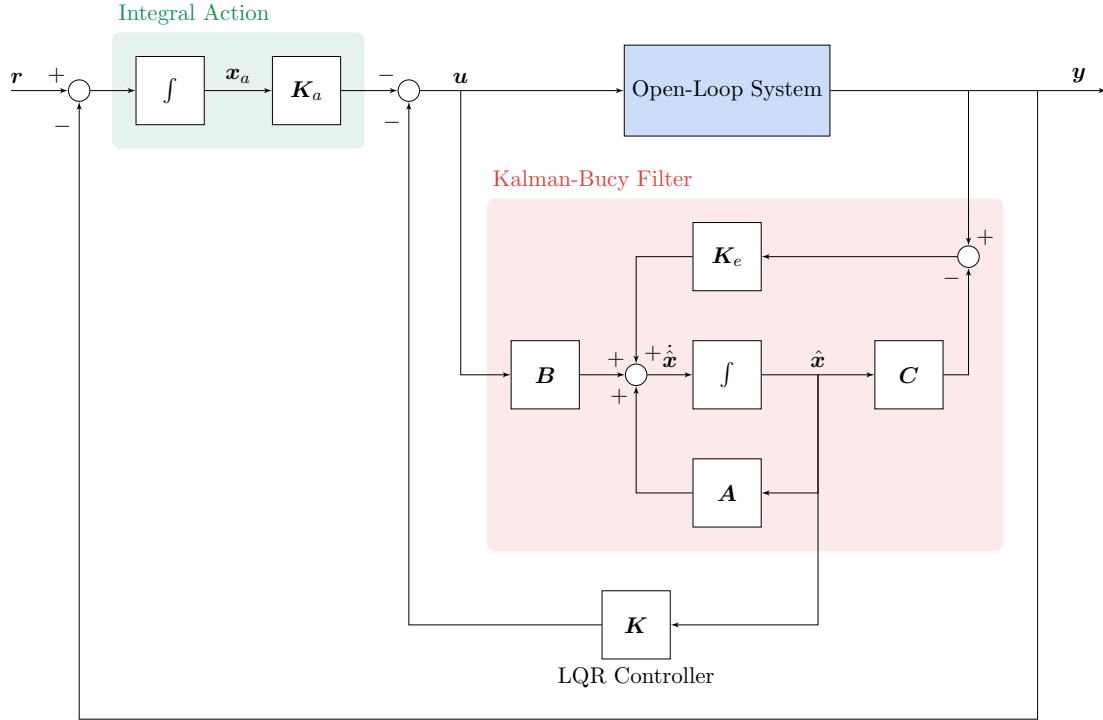 Integral Action
r
+
−
∫
x_a
K_a
−
−
u
Open-Loop System
y
Kalman-Bucy Filter
K_e
+
−
B
+
+
+
ẋ̂
∫
x̂
C
A
K
LQR Controller